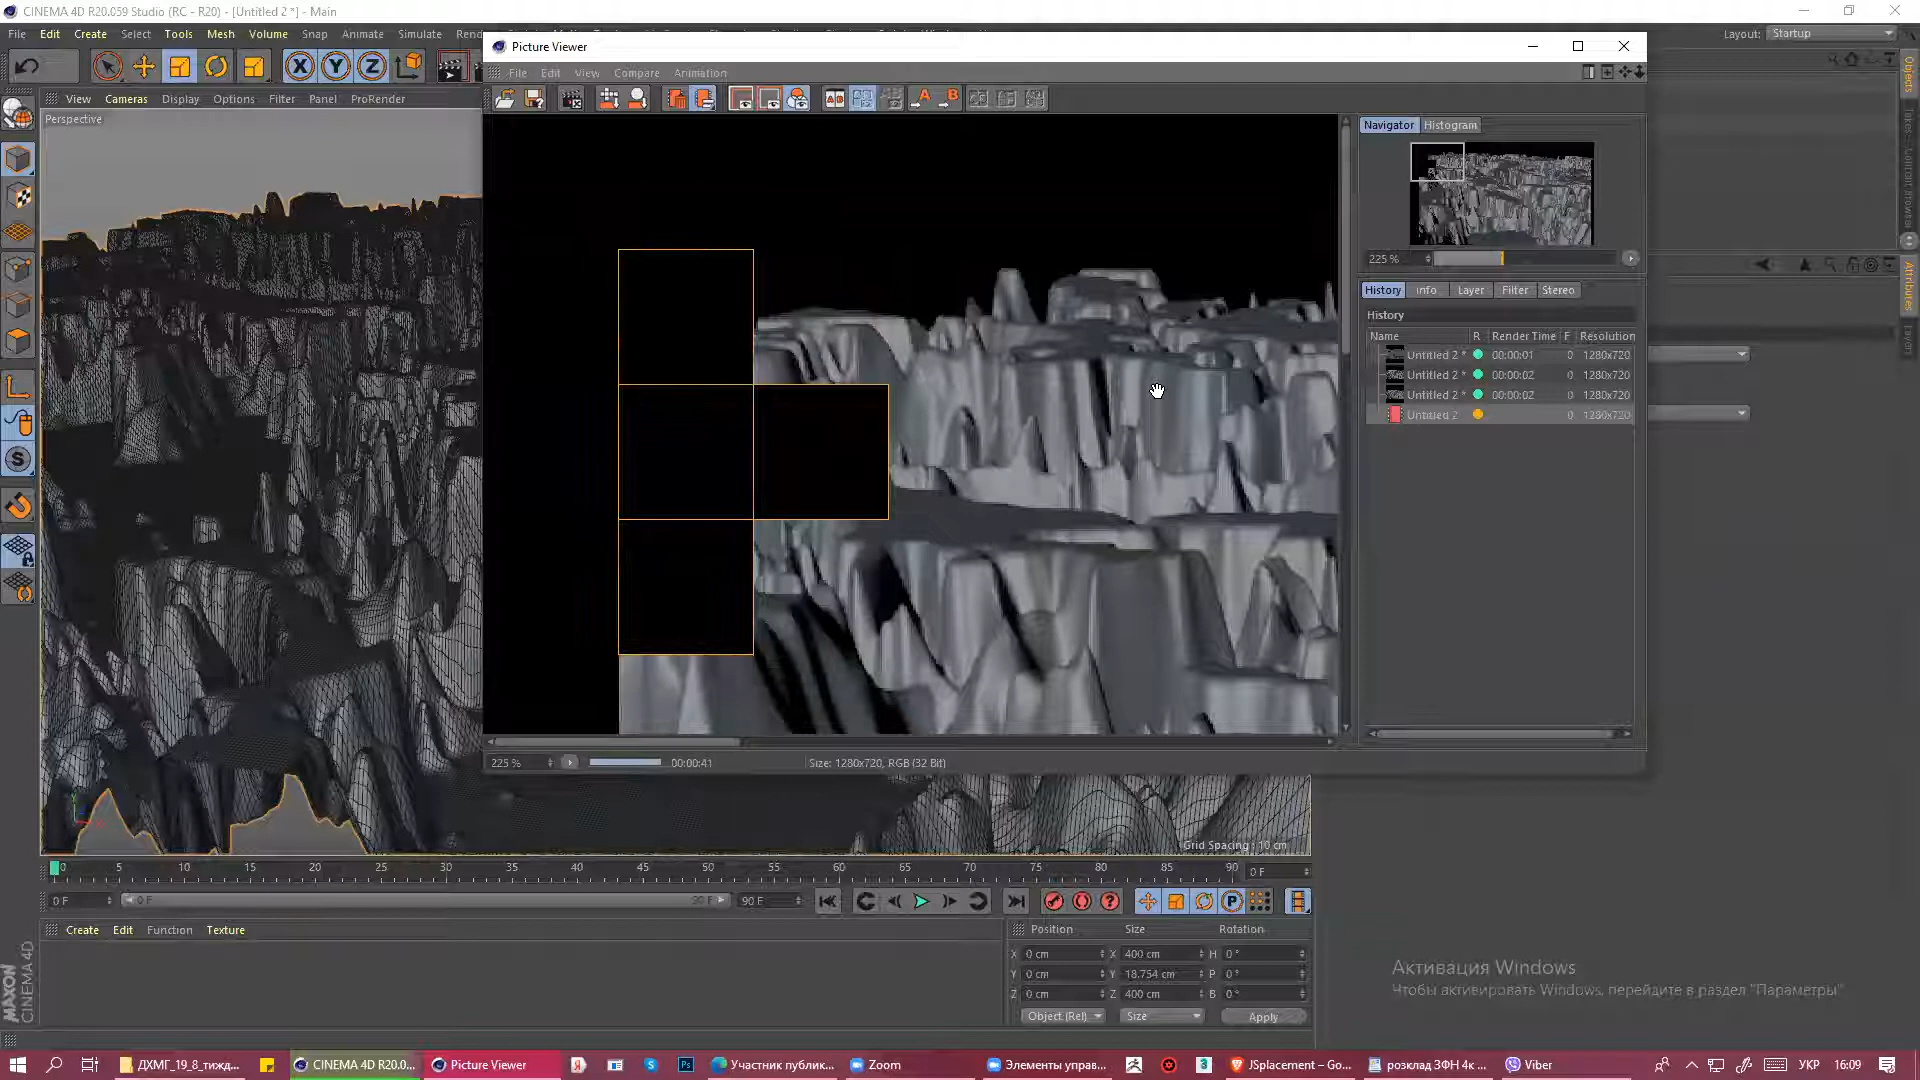 CINEMA 4D R20.059 Studio (RC - R20) - [Untitled 2 *] - Main
File Edit Create Select Tools Mesh Volume Snap Animate Simulate
Layout: Startup
Picture Viewer
File Edit View Compare Animation
View Cameras Display Options Filter Panel ProRender
Perspective
Navigator Histogram
225 %
History Info Layer Filter Stereo
History
Name R Render Time F Resolution
Untitled 2 * 00:00:01 0 1280x720
Untitled 2 * 00:00:02 0 1280x720
Untitled 2 * 00:00:02 0 1280x720
Untitled 2 0 1280x720
Objects
Attributes
Layers
225 % 00:00:41 Size: 1280x720, RGB (32 Bit)
Grid Spacing : 10 cm
0 5 10 15 20 25 30 35 40 45 50 55 60 65 70 75 80 85 90 0 F
0 F 0 F 90 F 90 F
Create Edit Function Texture
Position Size Rotation
X 0 cm X 400 cm H 0 °
Y 0 cm Y 18.754 cm P 0 °
Z 0 cm Z 400 cm B 0 °
Object (Rel) Size Apply
MAXON
CINEMA 4D
Активация Windows
Чтобы активировать Windows, перейдите в раздел "Параметры"
ДХМГ_19_8_тижд... CINEMA 4D R20.0... Picture Viewer Участник публик... Zoom Элементы управ... JSplacement – Go... розклад ЗФН 4к ... Viber УКР 16:09